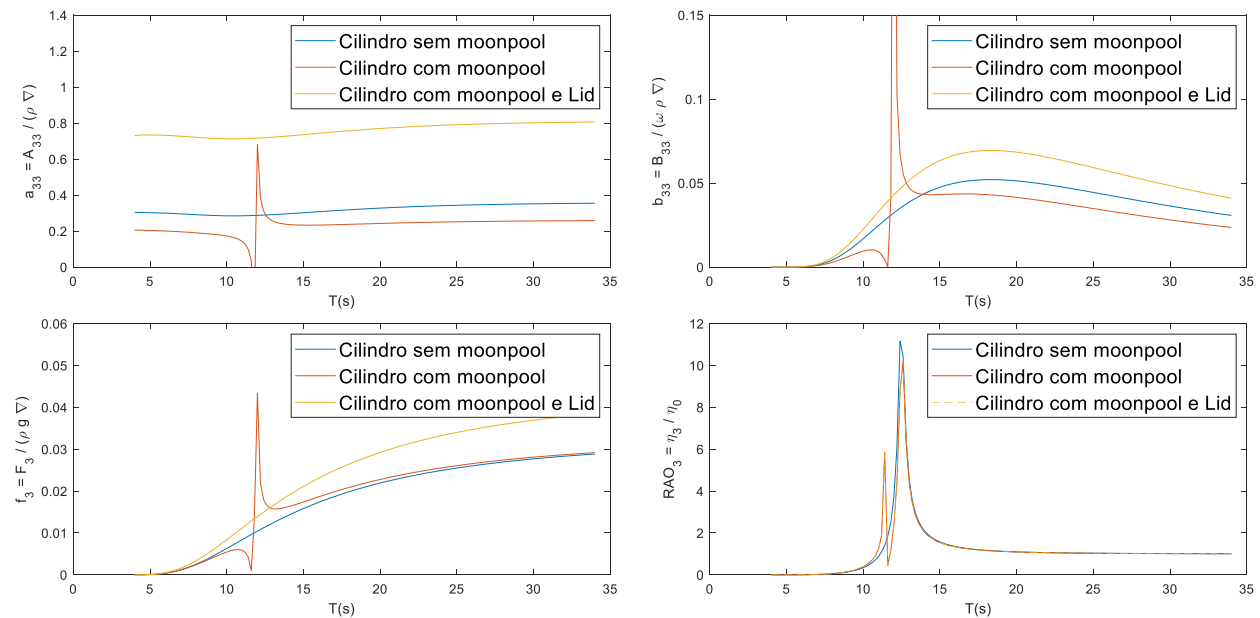 1.4
1.2
1
0.8
0.6
0.4
0.2
0
a33 = A33 / (ρ ∇)
Cilindro sem moonpool
Cilindro com moonpool
Cilindro com moonpool e Lid
0 5 10 15 20 25 30 35
T(s)
0.15
0.1
0.05
0
b33 = B33 / (ω ρ ∇)
Cilindro sem moonpool
Cilindro com moonpool
Cilindro com moonpool e Lid
0 5 10 15 20 25 30 35
T(s)
0.06
0.05
0.04
0.03
0.02
0.01
0
f3 = F3 / (ρ g ∇)
Cilindro sem moonpool
Cilindro com moonpool
Cilindro com moonpool e Lid
0 5 10 15 20 25 30 35
T(s)
12
10
8
6
4
2
0
RAO3 = η3 / η0
Cilindro sem moonpool
Cilindro com moonpool
Cilindro com moonpool e Lid
0 5 10 15 20 25 30 35
T(s)